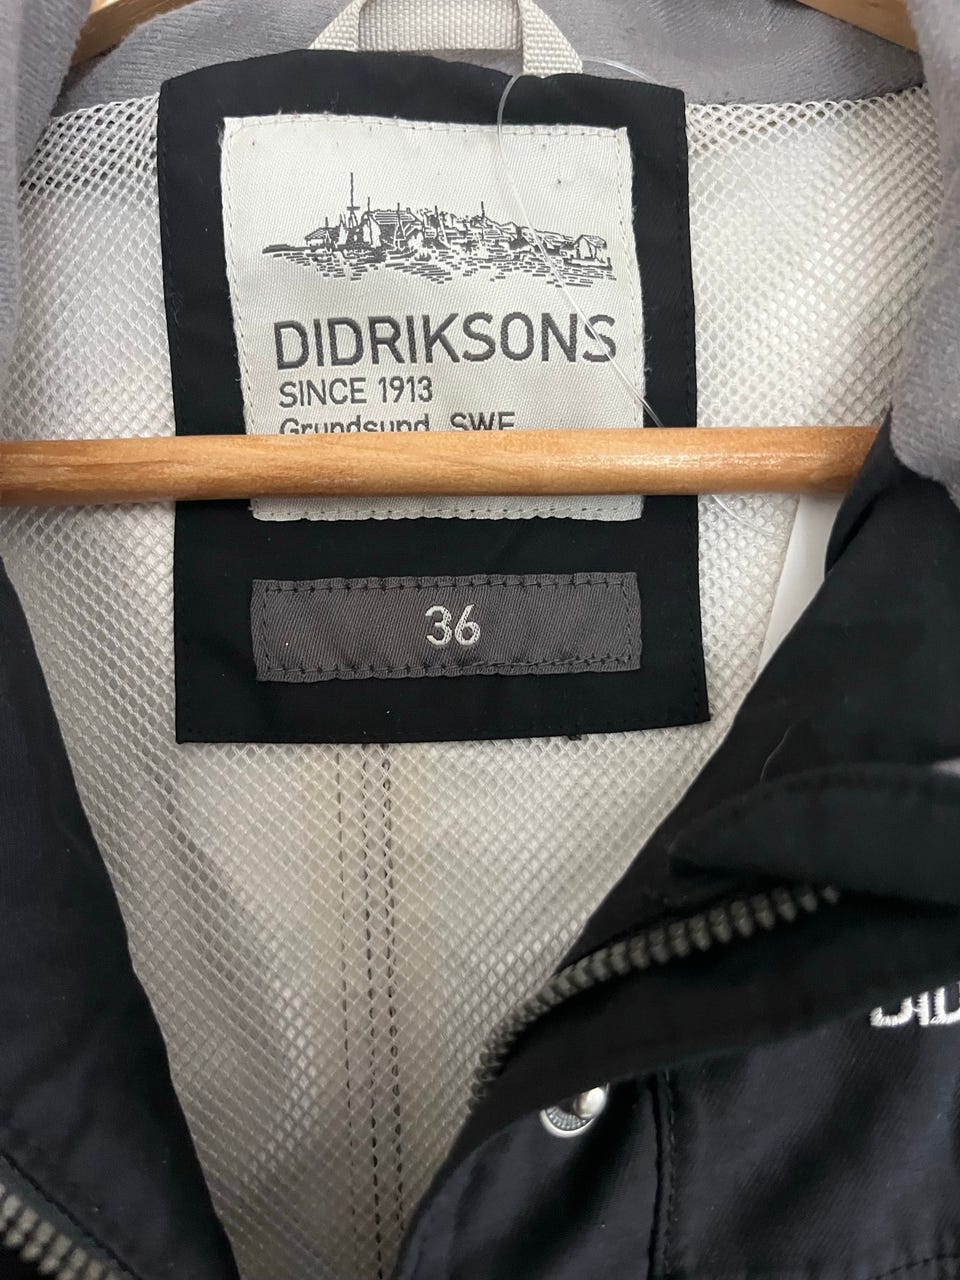 DIDRIKSONS
SINCE 1913
Grundsund, SWE
36